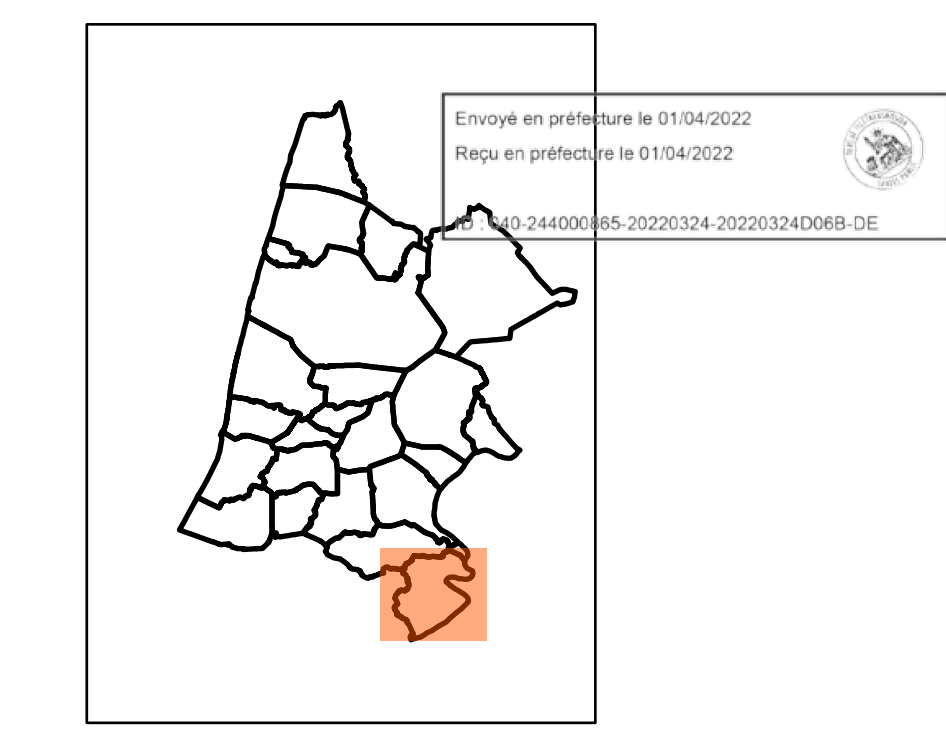 Envoyé en préfecture le 01/04/2022
Reçu en préfecture le 01/04/2022
ID : 040-244000865-20220324-20220324D06B-DE